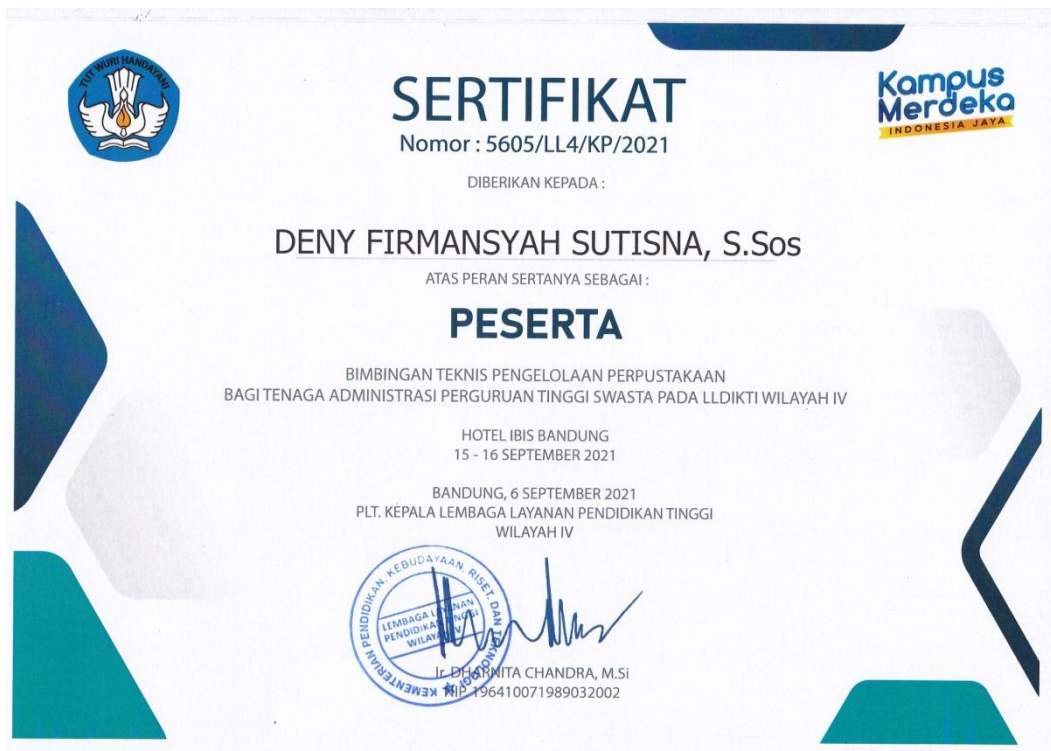 TUT WURI HANDAYANI
SERTIFIKAT
Nomor : 5605/LL4/KP/2021
Kampus
Merdeka
INDONESIA JAYA
DIBERIKAN KEPADA :
DENY FIRMANSYAH SUTISNA, S.Sos
ATAS PERAN SERTANYA SEBAGAI :
PESERTA
BIMBINGAN TEKNIS PENGELOLAAN PERPUSTAKAAN
BAGI TENAGA ADMINISTRASI PERGURUAN TINGGI SWASTA PADA LLDIKTI WILAYAH IV
HOTEL IBIS BANDUNG
15 - 16 SEPTEMBER 2021
BANDUNG, 6 SEPTEMBER 2021
PLT. KEPALA LEMBAGA LAYANAN PENDIDIKAN TINGGI
WILAYAH IV
KEMENTERIAN PENDIDIKAN, KEBUDAYAAN, RISET, DAN TEKNOLOGI
LEMBAGA LAYANAN
PENDIDIKAN TINGGI
WILAYAH IV
Ir. DHARNITA CHANDRA, M.Si
NIP. 196410071989032002